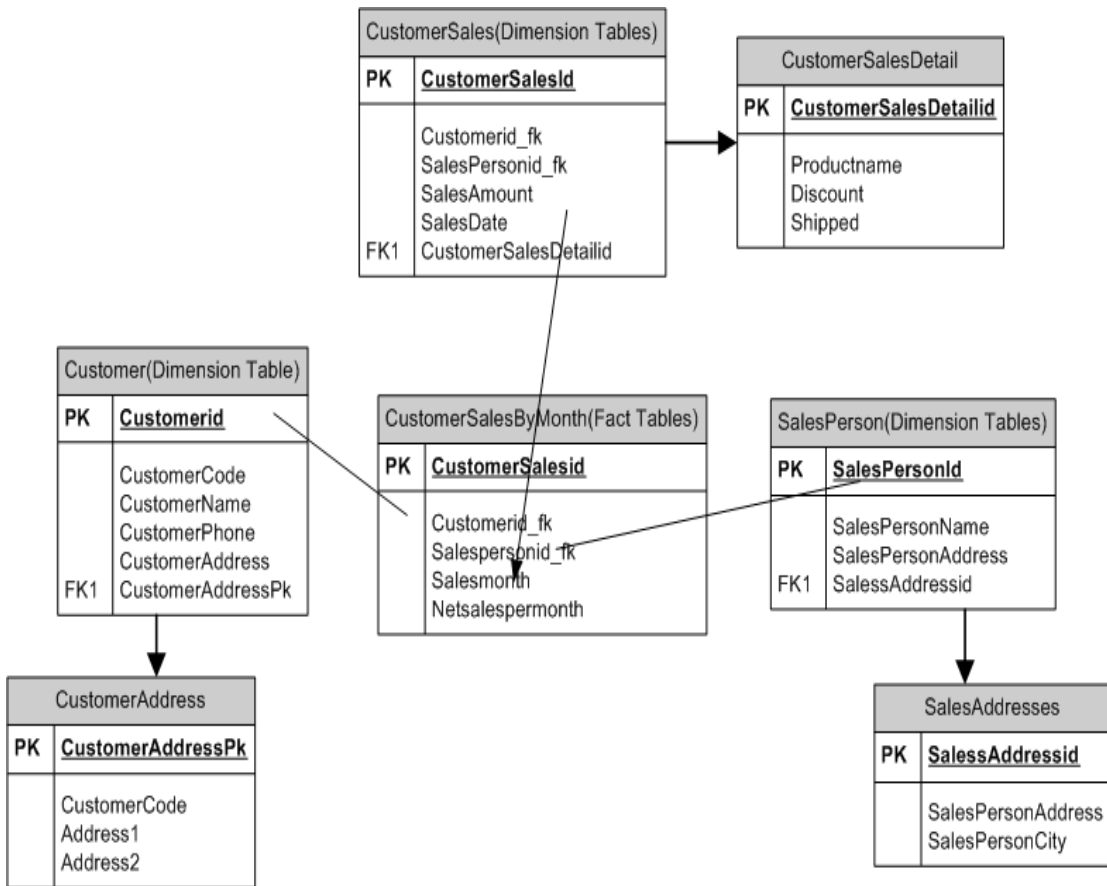 CustomerSales(Dimension Tables)
PK CustomerSalesId
Customerid_fk
SalesPersonid_fk
SalesAmount
SalesDate
FK1 CustomerSalesDetailid
CustomerSalesDetail
PK CustomerSalesDetailid
Productname
Discount
Shipped
Customer(Dimension Table)
PK Customerid
CustomerCode
CustomerName
CustomerPhone
CustomerAddress
FK1 CustomerAddressPk
CustomerSalesByMonth(Fact Tables)
PK CustomerSalesid
Customerid_fk
Salespersonid_fk
Salesmonth
Netsalespermonth
SalesPerson(Dimension Tables)
PK SalesPersonId
SalesPersonName
SalesPersonAddress
FK1 SalessAddressid
CustomerAddress
PK CustomerAddressPk
CustomerCode
Address1
Address2
SalesAddresses
PK SalessAddressid
SalesPersonAddress
SalesPersonCity